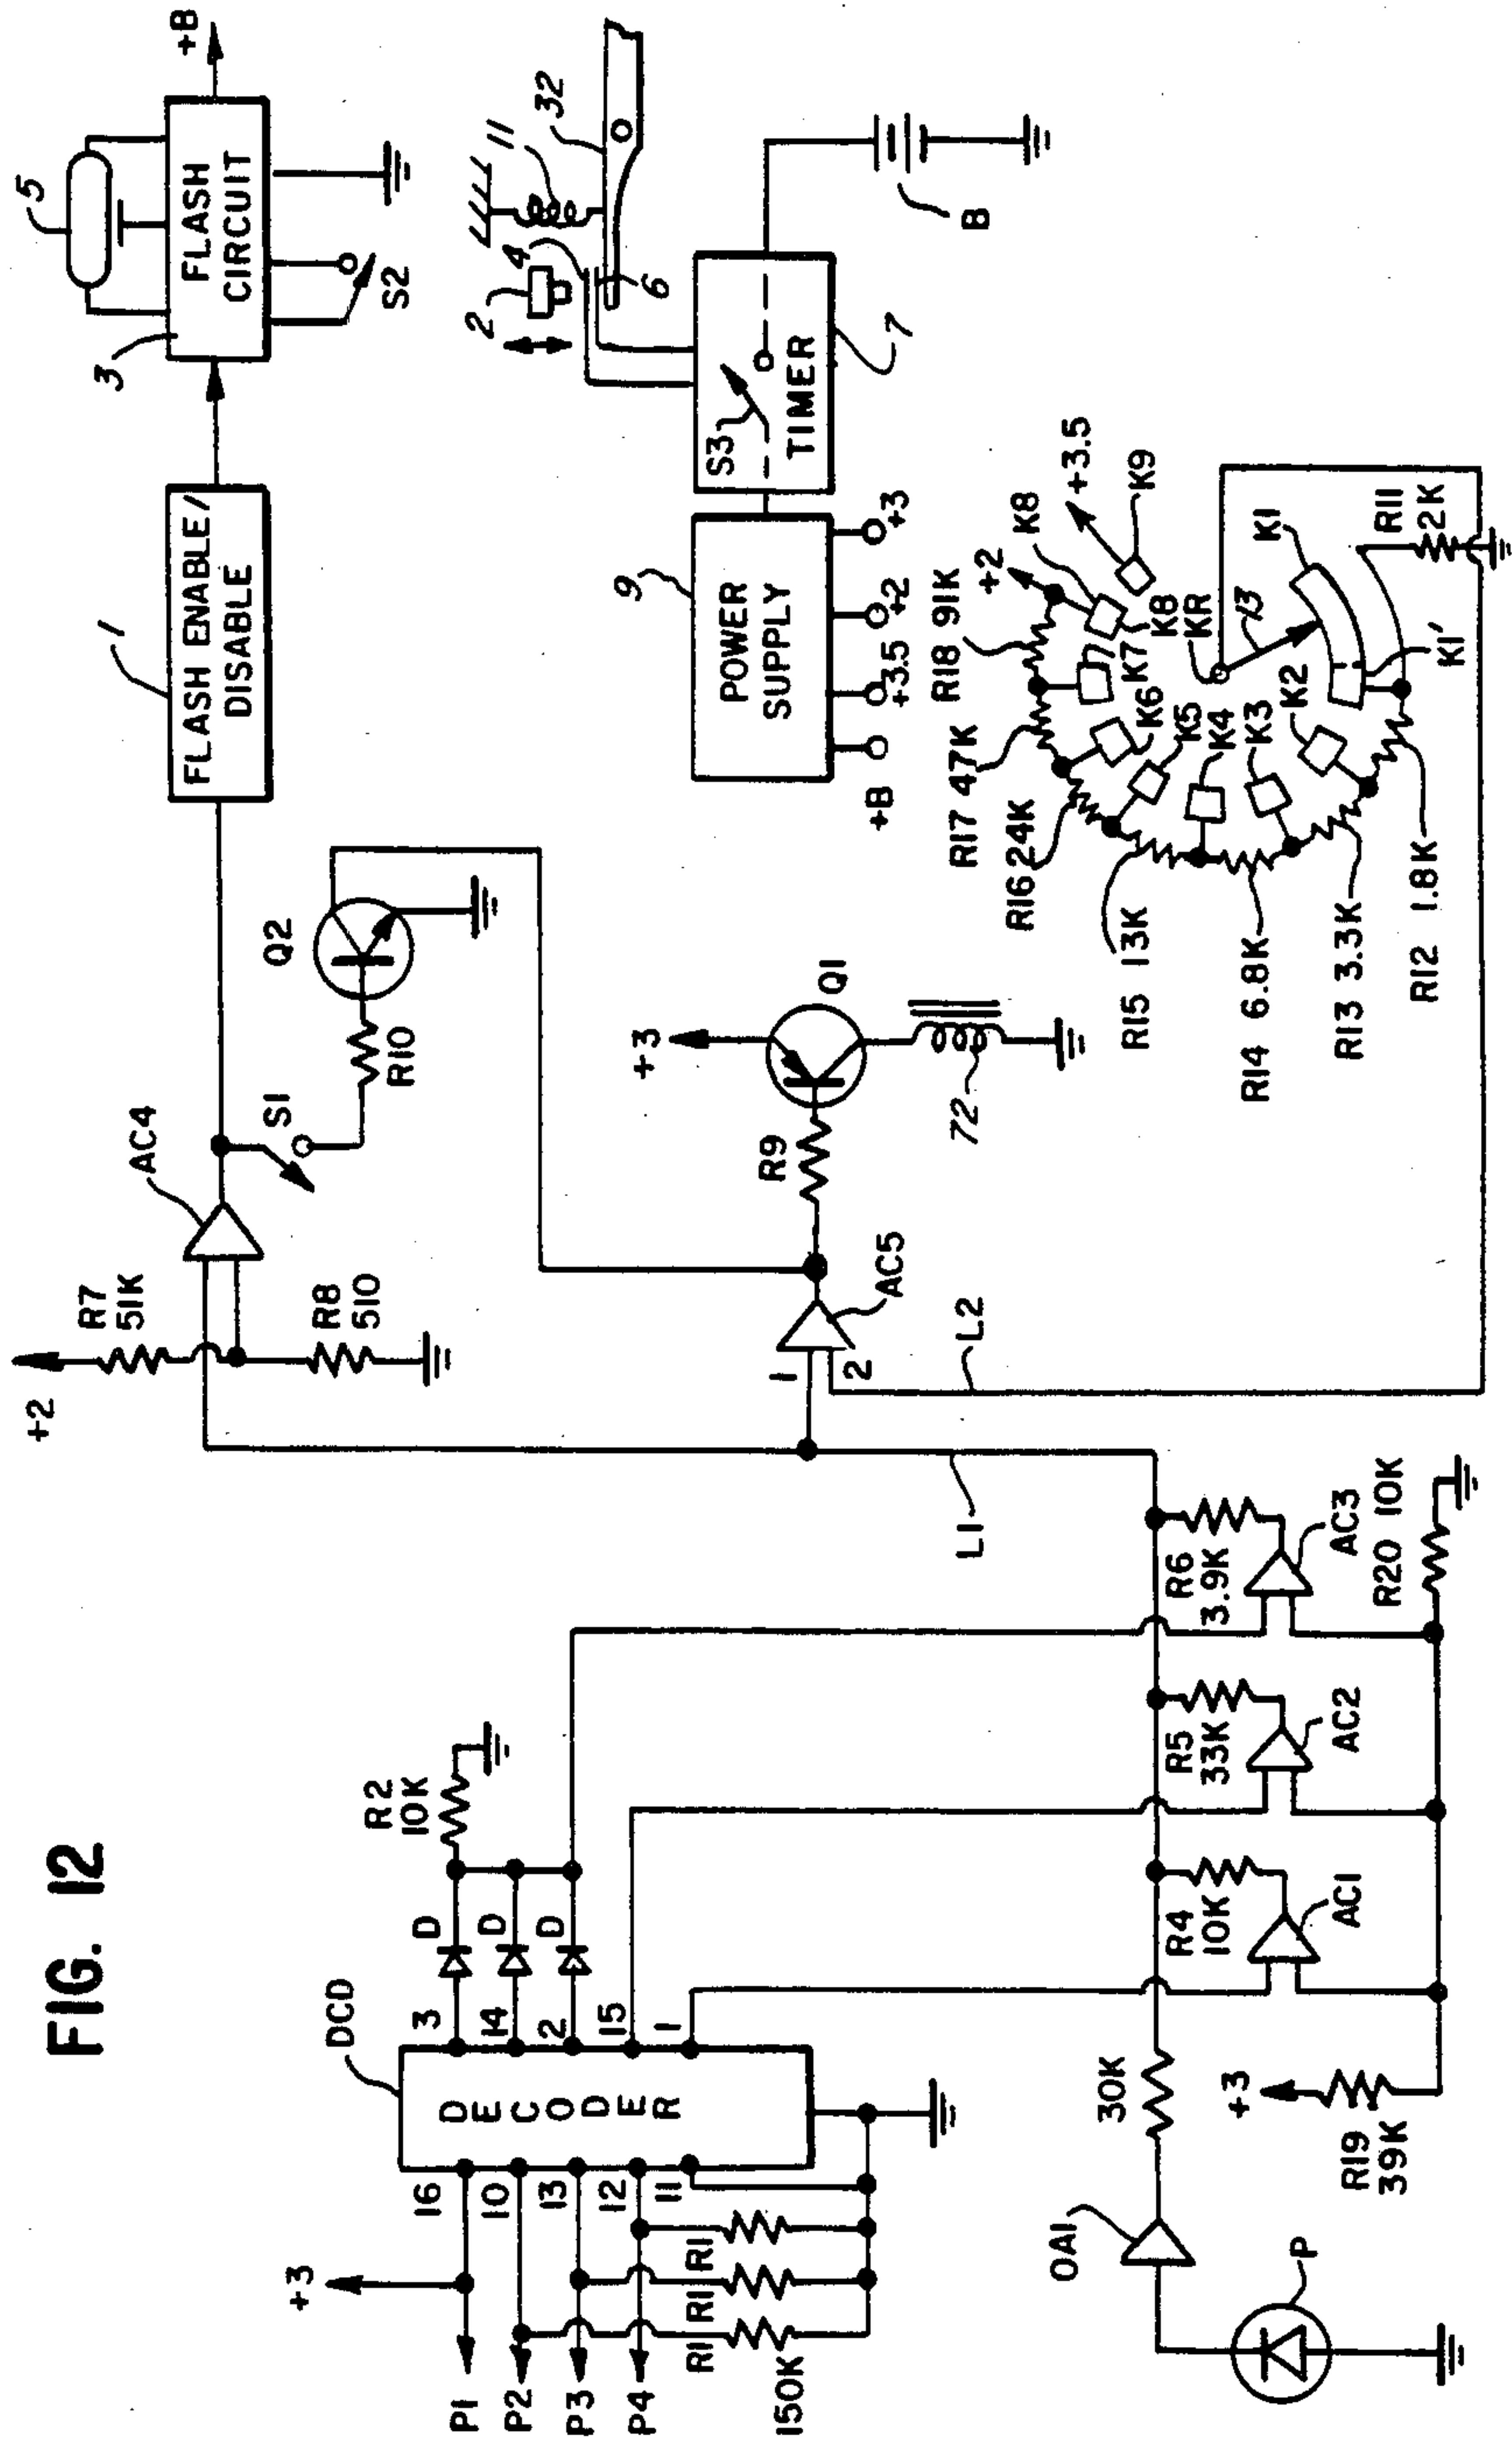 FIG. 12
+3
P1
P2
P3
P4
16
10
13
12
11
R1
R1
R1
150K
DCD
DECODER
3
14
2
15
1
D
D
D
R2
10K
+2
R7
51K
R8
510
AC4
S1
R10
Q2
1
FLASH ENABLE/
DISABLE
3
5
FLASH
CIRCUIT
+B
S2
L1
1
2
L2
AC5
R9
+3
Q1
72
9
POWER
SUPPLY
+B
+3.5
+2
+3
S3
TIMER
7
2
4
6
11
32
B
OA1
P
30K
+3
R19
39K
R4
10K
AC1
R5
33K
AC2
R6
3.9K
AC3
R20 10K
R18 91K
R17 47K
R16 24K
R15 13K
R14 6.8K
R13 3.3K
R12 1.8K
R11
2K
+2
+3.5
K8
K9
K8
K7
K6
K5
K4
K3
K2
KR
13
K1
K1'